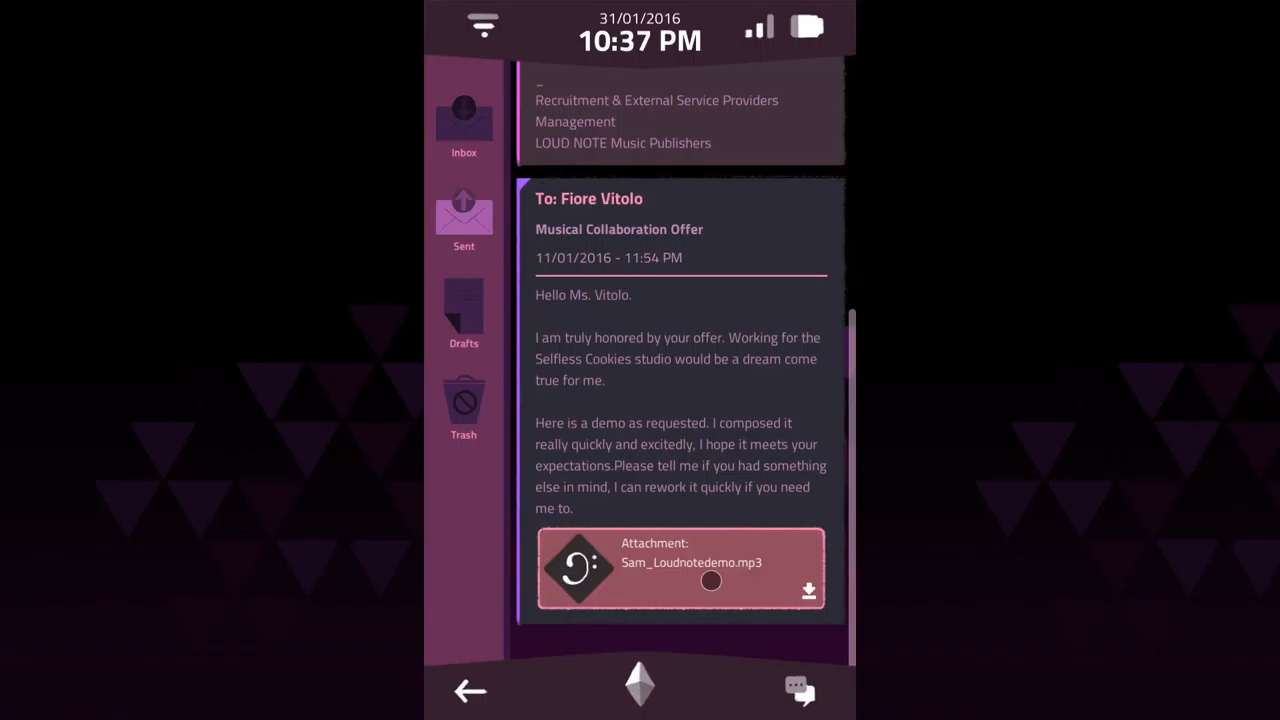 31/01/2016
10:37 PM
Inbox
Sent
Drafts
Trash
_
Recruitment & External Service Providers
Management
LOUD NOTE Music Publishers
To: Fiore Vitolo
Musical Collaboration Offer
11/01/2016 - 11:54 PM
Hello Ms. Vitolo.
I am truly honored by your offer. Working for the
Selfless Cookies studio would be a dream come
true for me.
Here is a demo as requested. I composed it
really quickly and excitedly, I hope it meets your
expectations.Please tell me if you had something
else in mind, I can rework it quickly if you need
me to.
Attachment:
Sam_Loudnotedemo.mp3